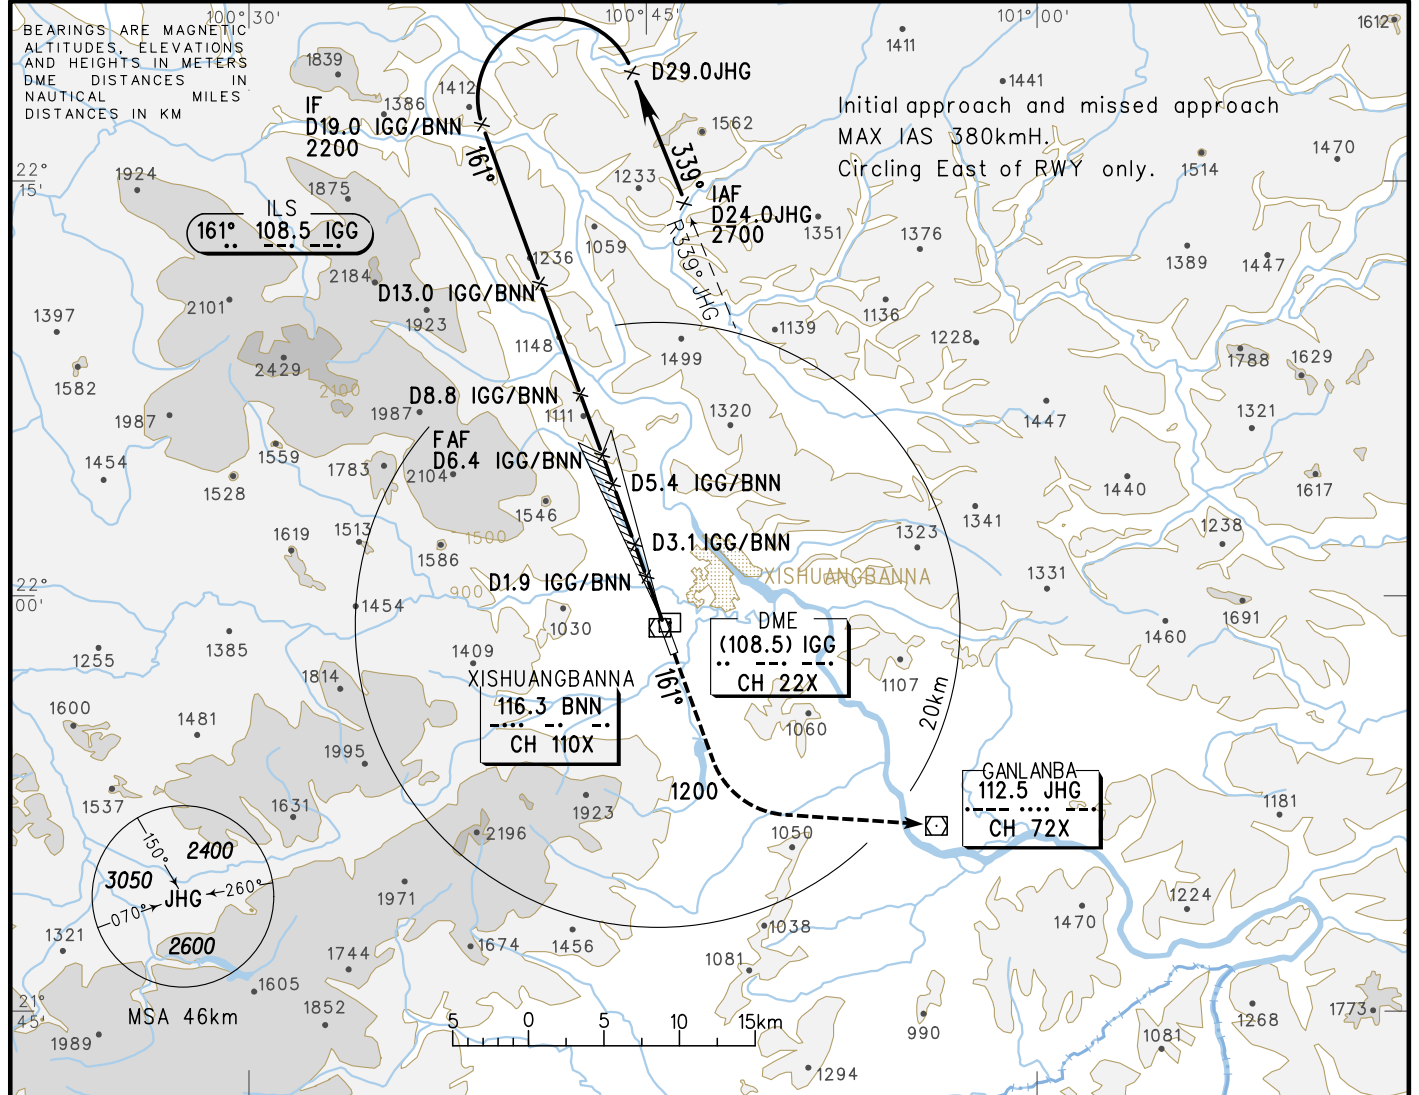 100°30'
100°45'
101°00'
BEARINGS ARE MAGNETIC
ALTITUDES, ELEVATIONS
AND HEIGHTS IN METERS
DME DISTANCES IN
NAUTICAL MILES
DISTANCES IN KM
1612
1411
1839
1441
1412
1386
D29.0JHG
IF
D19.0 IGG/BNN
2200
Initial approach and missed approach
MAX IAS 380kmH.
Circling East of RWY only.
1562
161°
339°
1470
1514
22°
15'
1924
1875
1233
IAF
D24.0JHG
2700
ILS
161° 108.5 IGG
R339° JHG
1059
1351
1376
1389
1447
1236
2184
D13.0 IGG/BNN
2101
1923
1397
1136
1139
1228
1148
1499
1788
1629
2429
1582
2100
D8.8 IGG/BNN
1987
1987
1111
1320
1447
1321
FAF
D6.4 IGG/BNN
1559
1454
1783
2104
D5.4 IGG/BNN
1528
1440
1617
1546
1341
1513
1619
1500
1586
D3.1 IGG/BNN
1323
1238
XISHUANGBANNA
D1.9 IGG/BNN
22°
00'
900
1454
1030
1331
1691
1460
DME
(108.5) IGG
CH 22X
1385
1255
1409
1107
161°
1814
XISHUANGBANNA
116.3 BNN
CH 110X
20km
1600
1481
1060
1995
GANLANBA
112.5 JHG
CH 72X
1200
1537
1631
1923
1181
2196
1050
150°
2400
3050
JHG
260°
070°
2600
MSA 46km
1971
1224
1470
1321
1674
1456
1038
1744
1081
1605
21°
45'
1852
1989
5 0 5 10 15km
990
1268
1773
1081
1294